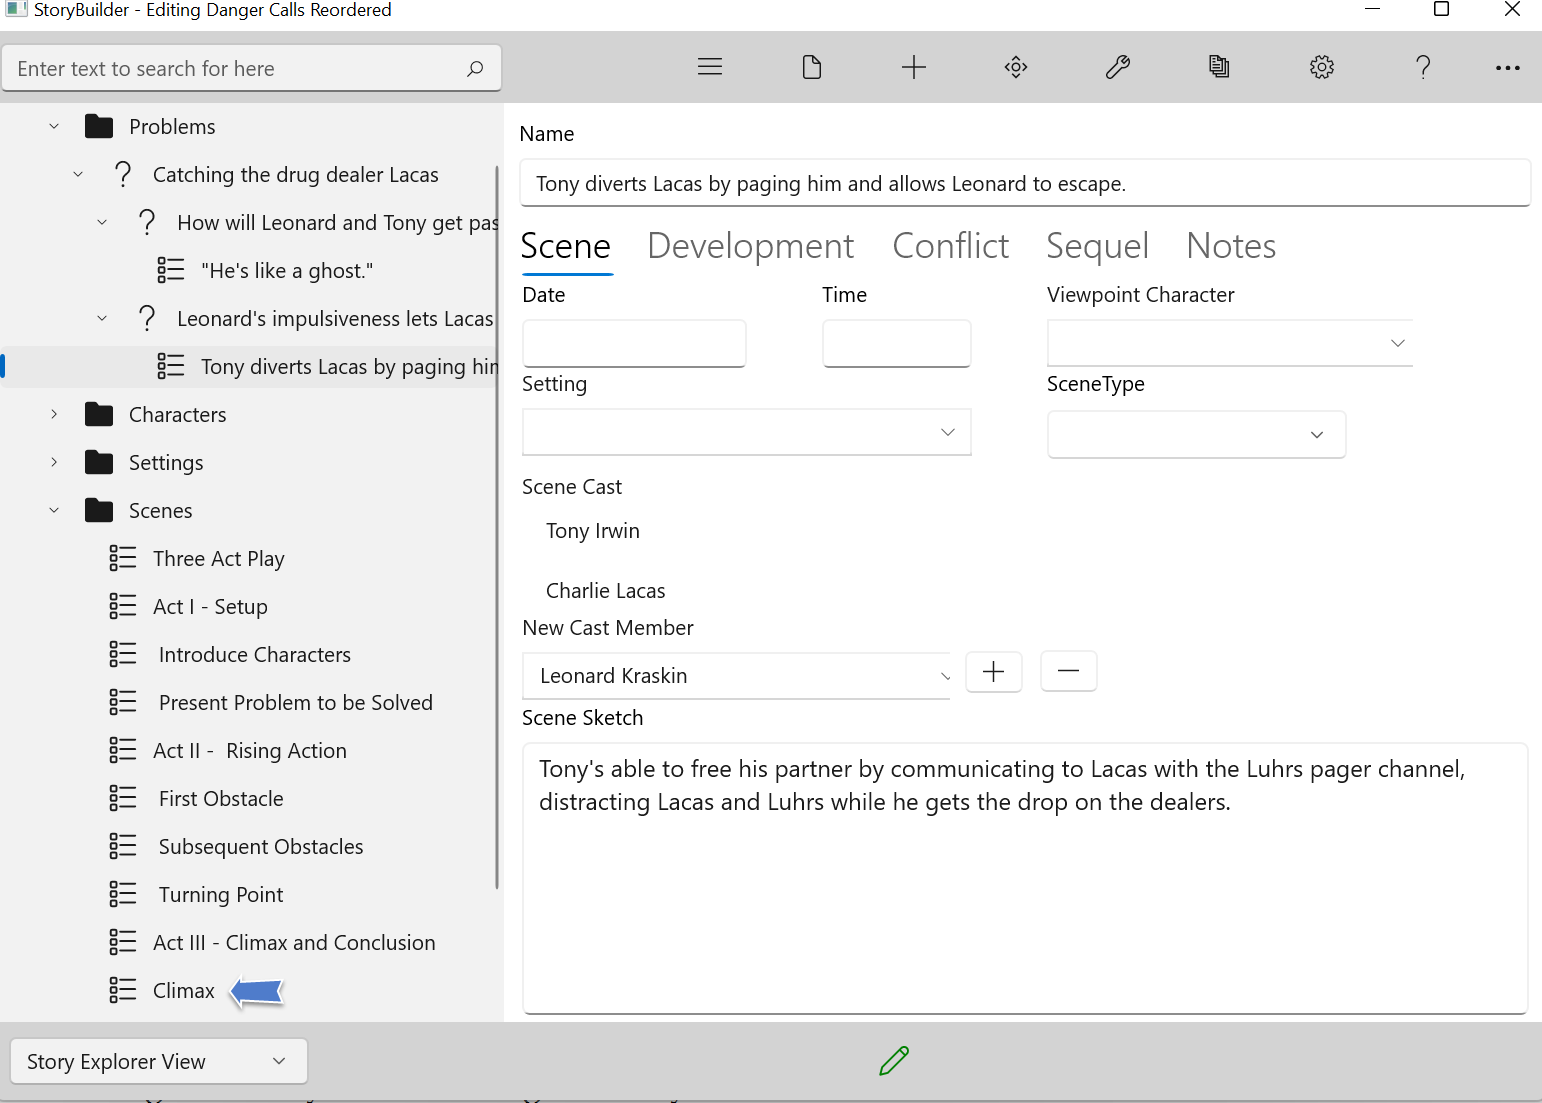 StoryBuilder - Editing Danger Calls Reordered
Enter text to search for here
Problems
Catching the drug dealer Lacas
How will Leonard and Tony get pas
"He's like a ghost."
Leonard's impulsiveness lets Lacas
Tony diverts Lacas by paging him
Characters
Settings
Scenes
Three Act Play
Act I - Setup
Introduce Characters
Present Problem to be Solved
Act II - Rising Action
First Obstacle
Subsequent Obstacles
Turning Point
Act III - Climax and Conclusion
Climax
Story Explorer View
Name
Tony diverts Lacas by paging him and allows Leonard to escape.
Scene Development Conflict Sequel Notes
Date Time Viewpoint Character
Setting SceneType
Scene Cast
Tony Irwin
Charlie Lacas
New Cast Member
Leonard Kraskin
Scene Sketch
Tony's able to free his partner by communicating to Lacas with the Luhrs pager channel,
distracting Lacas and Luhrs while he gets the drop on the dealers.